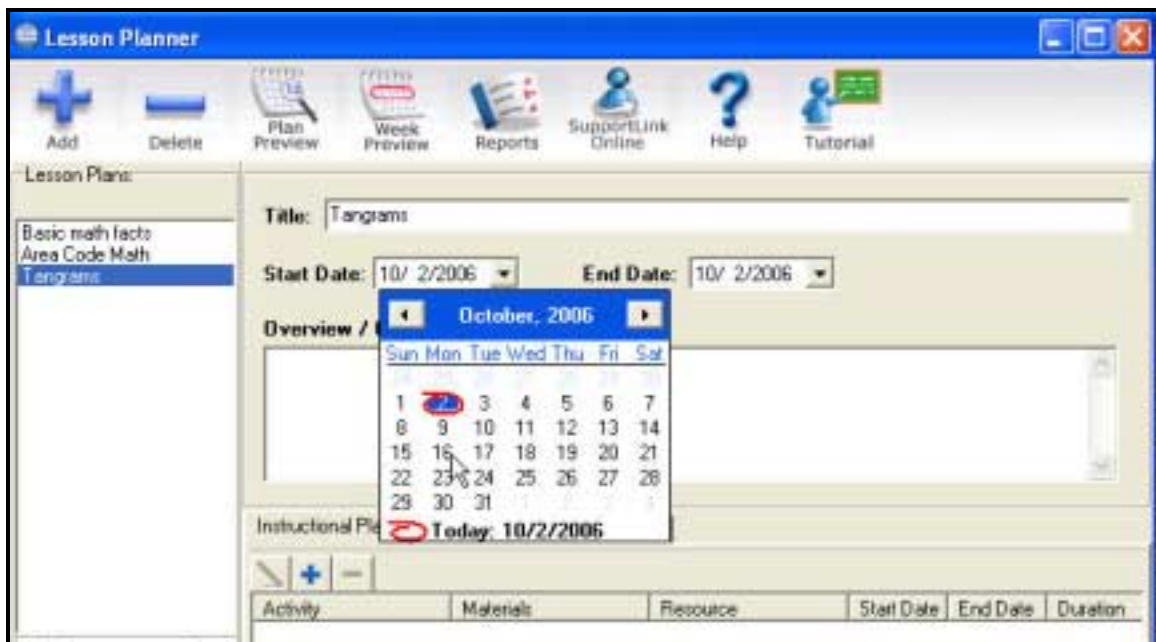 Lesson Planner
Add
Delete
Plan Preview
Week Preview
Reports
SupportLink Online
Help
Tutorial
Lesson Plans:
Basic math facts
Area Code Math
Tangrams
Title: Tangrams
Start Date: 10/ 2/2006 End Date: 10/ 2/2006
Overview /
October, 2006
Sun Mon Tue Wed Thu Fri Sat
1 2 3 4 5 6 7
8 9 10 11 12 13 14
15 16 17 18 19 20 21
22 23 24 25 26 27 28
29 30 31
Today: 10/2/2006
Instructional
Activity Materials Resource Start Date End Date Duration